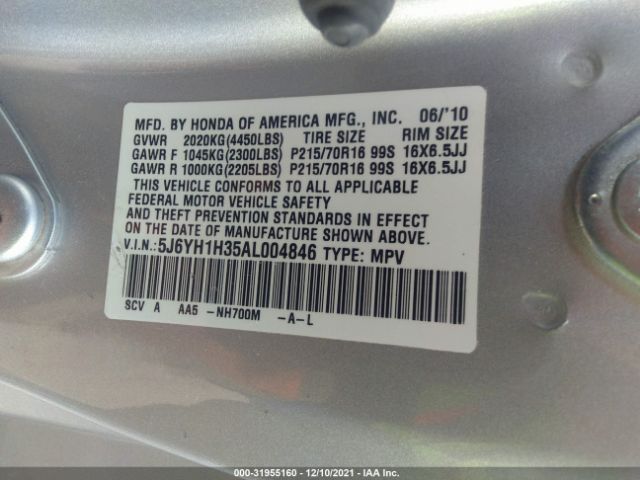 MFD. BY HONDA OF AMERICA MFG., INC. 06/'10
GVWR 2020KG(4450LBS) TIRE SIZE RIM SIZE
GAWR F 1045KG(2300LBS) P215/70R16 99S 16X6.5JJ
GAWR R 1000KG(2205LBS) P215/70R16 99S 16X6.5JJ
THIS VEHICLE CONFORMS TO ALL APPLICABLE
FEDERAL MOTOR VEHICLE SAFETY
AND THEFT PREVENTION STANDARDS IN EFFECT
ON THE DATE OF MANUFACTURE SHOWN ABOVE.
V.I.N.: 5J6YH1H35AL004846 TYPE: MPV
SCV A AA5 -NH700M -A-L
000-31955160 - 12/10/2021 - IAA Inc.